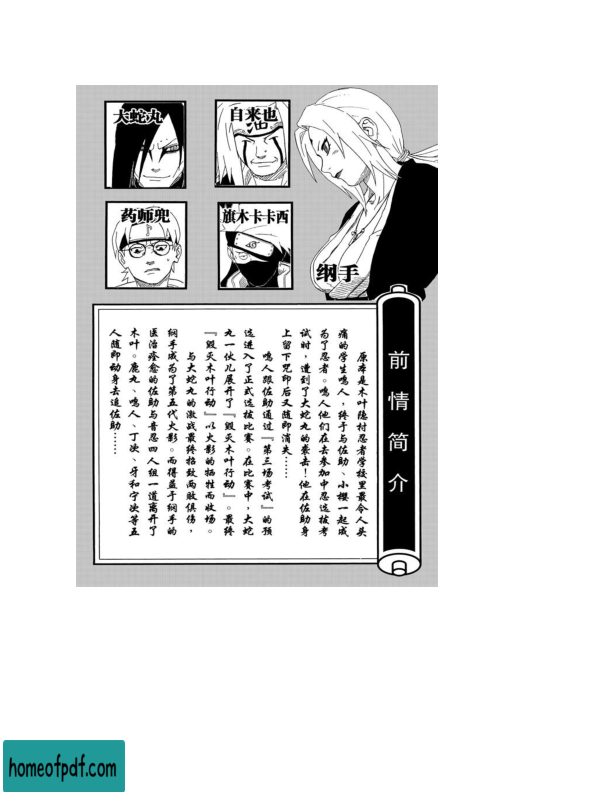 大蛇丸
自来也
药师兜
旗木卡卡西
纲手
前情简介
原本是木叶隐村忍者学校里最令人头
痛的学生鸣人，终于与佐助、小樱一起成
为了忍者。鸣人他们在去参加中忍选拔考
试时，遭到了大蛇丸的袭击！他在佐助身
上留下咒印后又随即消失……
鸣人跟佐助通过『第三场考试』的预
选进入了正式选拔比赛。在比赛中，大蛇
丸一伙儿展开了『毁灭木叶行动』。最终
『毁灭木叶行动』以火影的牺牲而收场。
与大蛇丸的激战最终招致两败俱伤，
纲手成为了第五代火影。而得益于纲手的
医治痊愈的佐助与音忍四人组一道离开了
木叶。鹿丸、鸣人、丁次、牙和宁次等五
人随即动身去追佐助……
homeofpdf.com